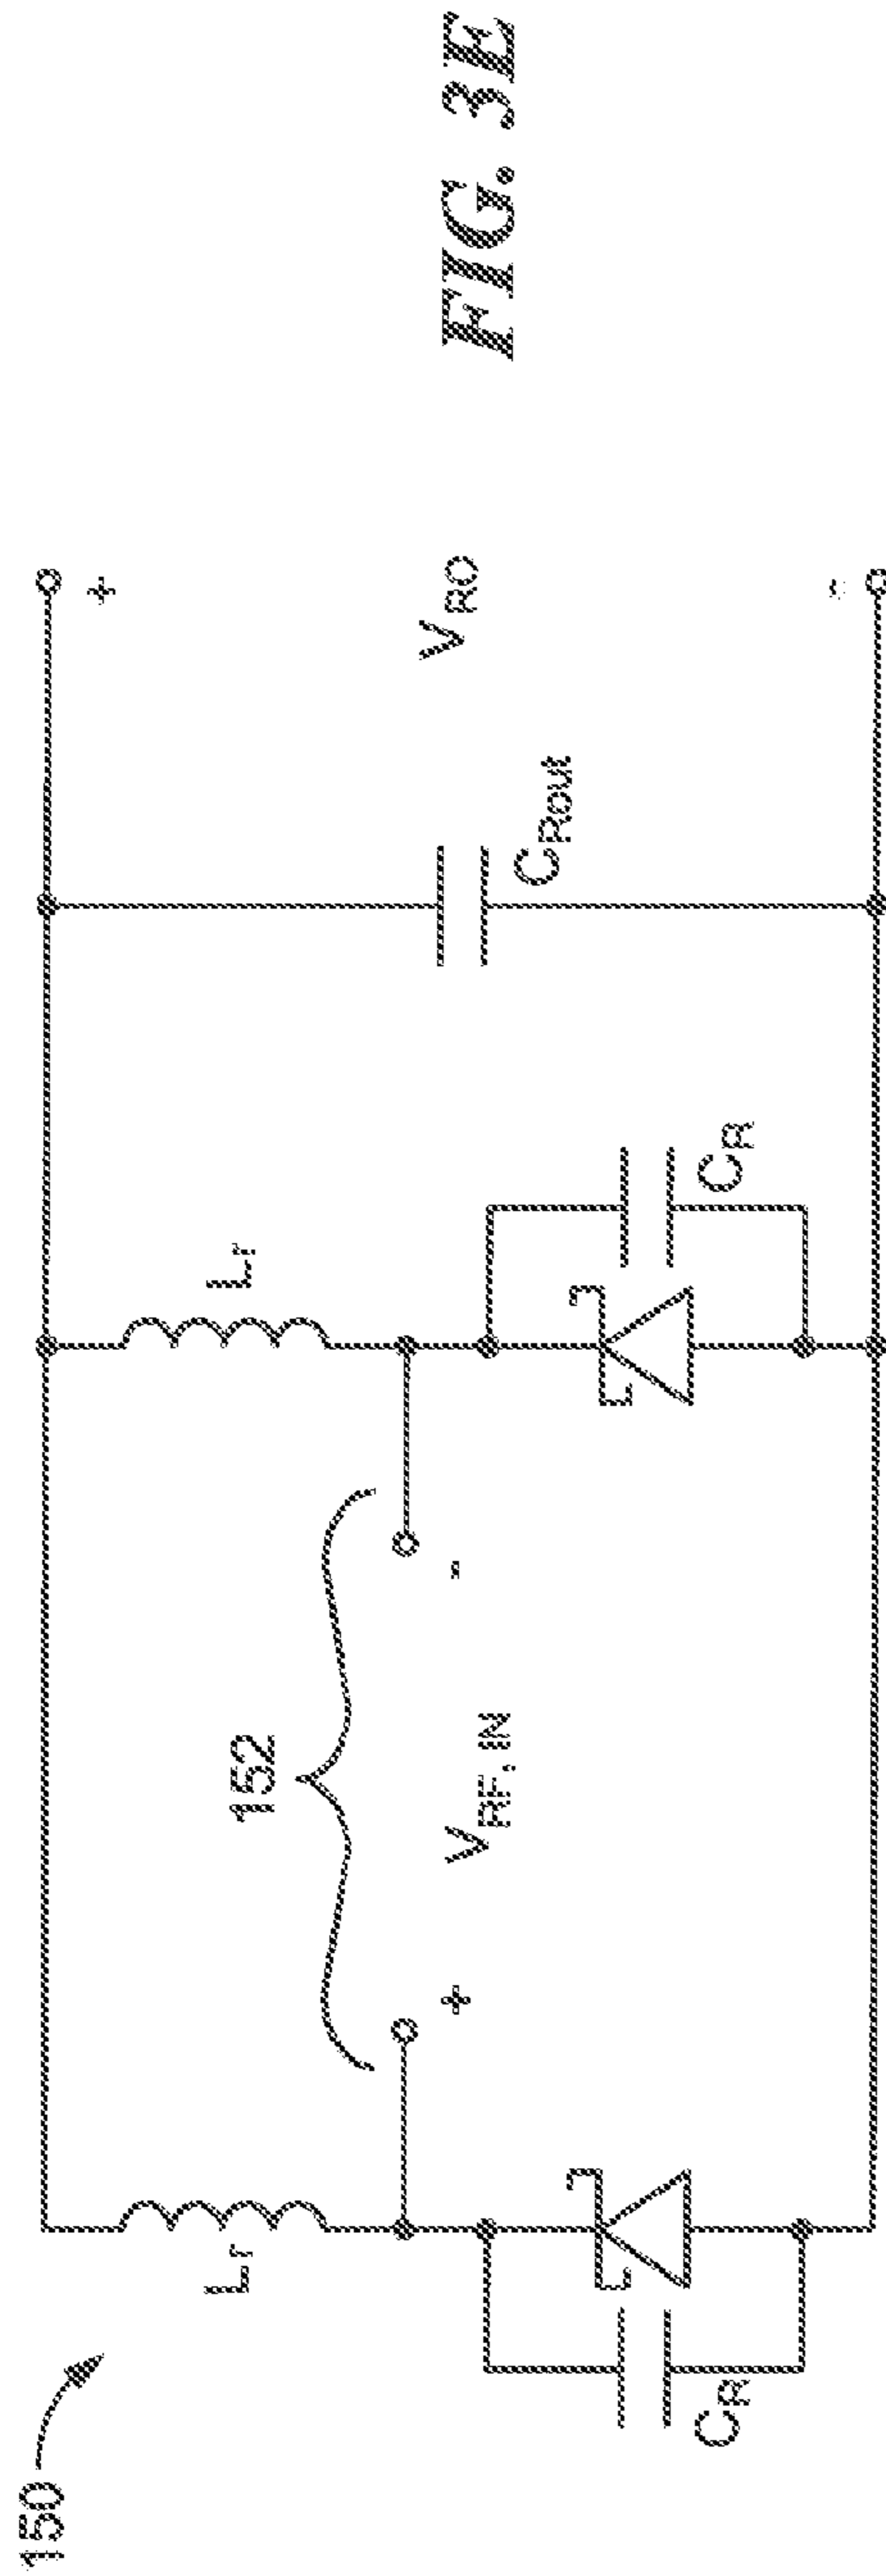 150
Lr
CR
152
+
VRF, IN
-
Lr
CR
CRout
+
VRO
-
FIG. 3E